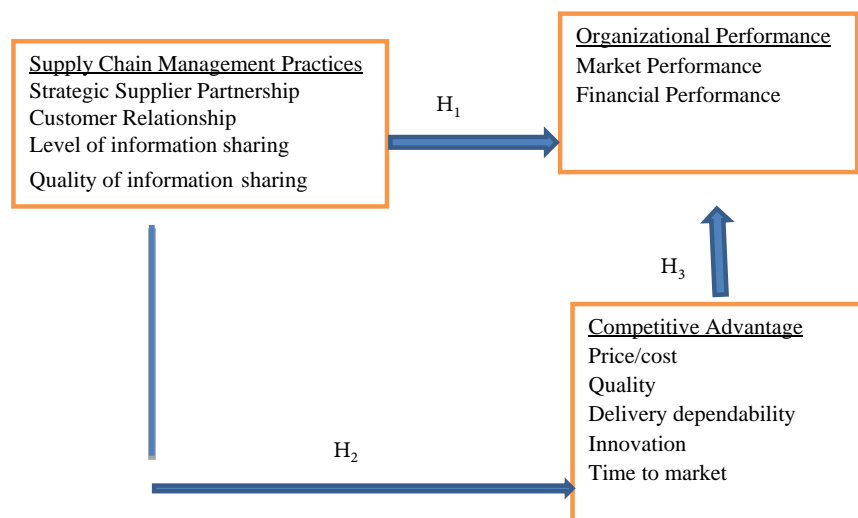 Supply Chain Management Practices
Strategic Supplier Partnership
Customer Relationship
Level of information sharing
Quality of information sharing
H₁
Organizational Performance
Market Performance
Financial Performance
H₃
Competitive Advantage
Price/cost
Quality
Delivery dependability
Innovation
Time to market
H₂